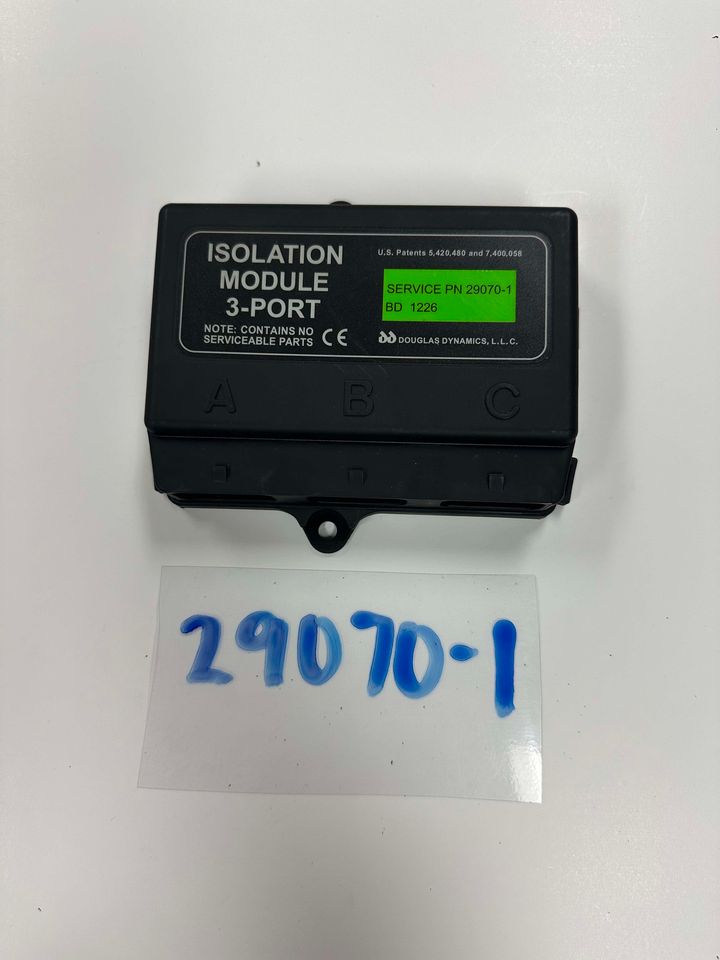 ISOLATION
MODULE
3-PORT
NOTE: CONTAINS NO
SERVICEABLE PARTS CE
U.S. Patents 5,420,480 and 7,400,058
SERVICE PN 29070-1
BD 1226
DOUGLAS DYNAMICS, L.L.C.
A B C
29070-1